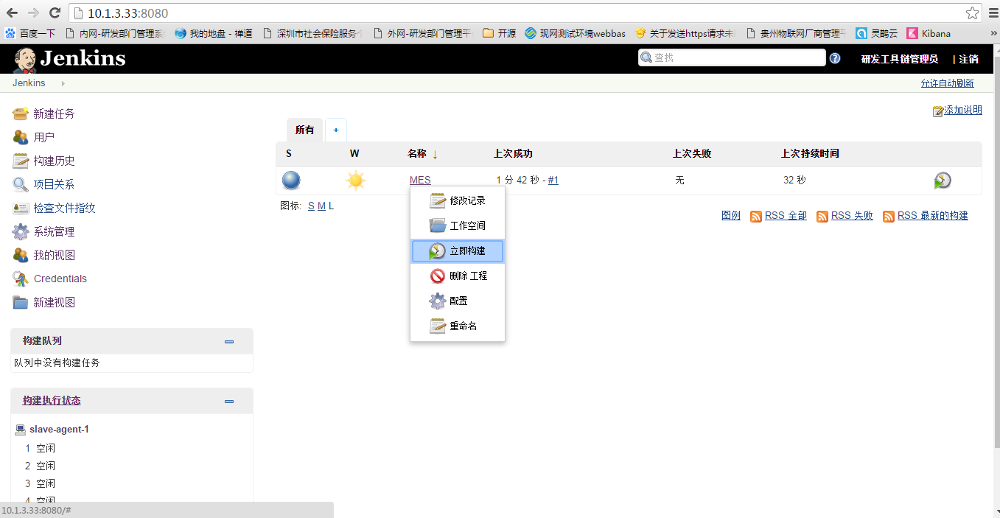 10.1.3.33:8080
百度一下 内网-研发部门管理系 我的地盘 - 禅道 深圳市社会保险服务个 外网-研发部门管理平 开源 现网测试环境webbas 关于发送https请求未 贵州物联网厂商管理平 灵鹊云 Kibana »
Jenkins 查找 研发工具链管理员 | 注销
Jenkins 允许自动刷新
添加说明
新建任务
用户
构建历史
项目关系
检查文件指纹
系统管理
我的视图
Credentials
新建视图
构建队列
队列中没有构建任务
构建执行状态
slave-agent-1
1 空闲
2 空闲
3 空闲
4 空闲
所有 +
S W 名称 ↓ 上次成功 上次失败 上次持续时间
MES 1 分 42 秒 - #1 无 32 秒
图标: S M L
图例 RSS 全部 RSS 失败 RSS 最新的构建
修改记录
工作空间
立即构建
删除 工程
配置
重命名
10.1.3.33:8080/#